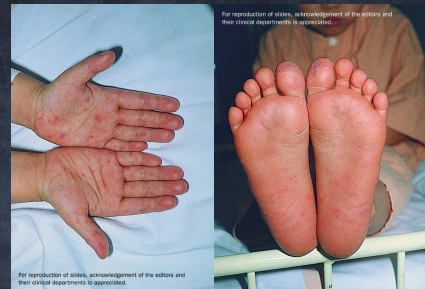 For reproduction of slides, acknowledgement of the editors and
their clinical departments is appreciated.
For reproduction of slides, acknowledgement of the editors and
their clinical departments is appreciated.